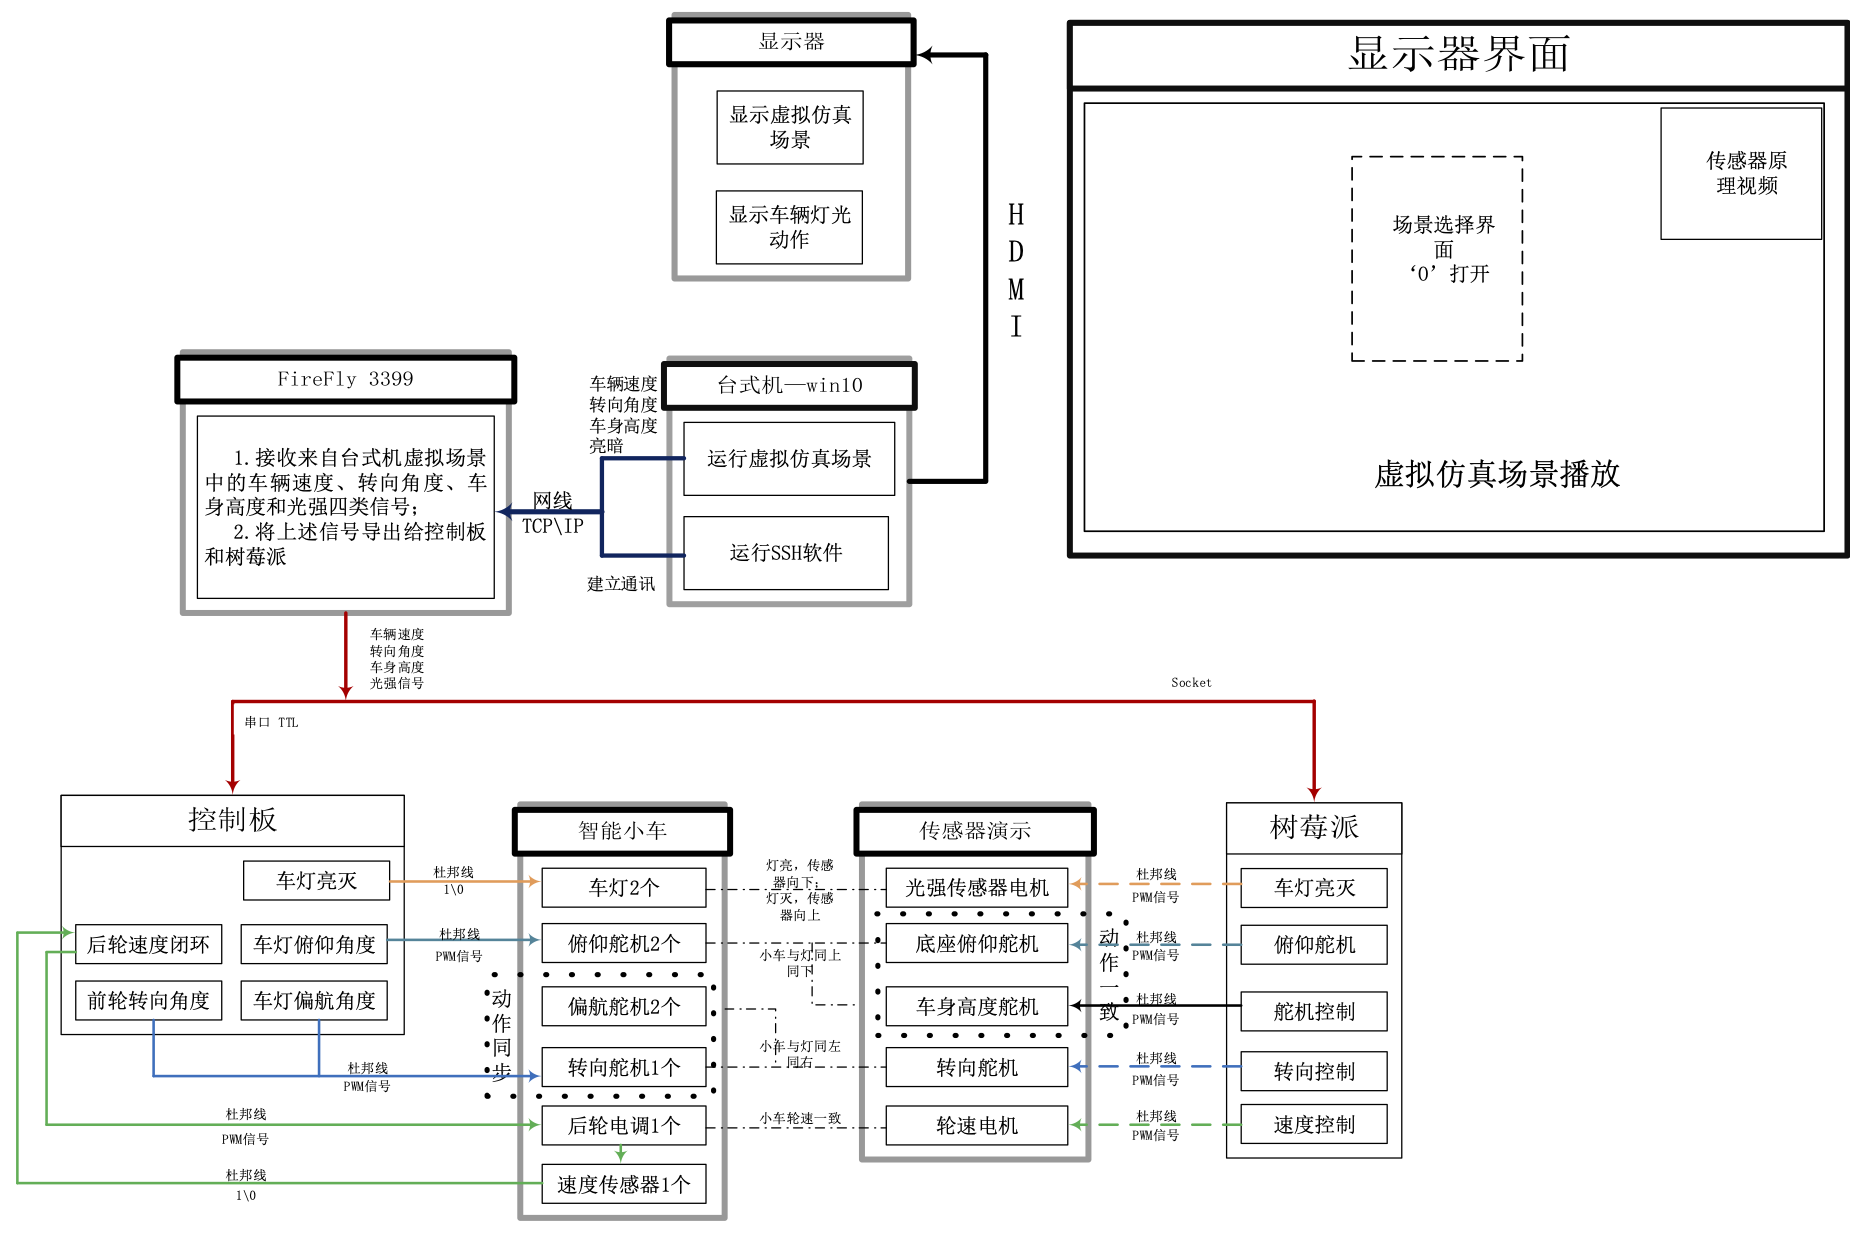 显示器
显示虚拟仿真
场景
显示车辆灯光
动作
H
D
M
I
显示器界面
传感器原
理视频
场景选择界
面
‘O’打开
虚拟仿真场景播放
FireFly 3399
1.接收来自台式机虚拟场景
中的车辆速度、转向角度、车
身高度和光强四类信号;
2.将上述信号导出给控制板
和树莓派
车辆速度
转向角度
车身高度
亮暗
网线
TCP\IP
建立通讯
台式机—win10
运行虚拟仿真场景
运行SSH软件
车辆速度
转向角度
车身高度
光强信号
串口 TTL
Socket
控制板
车灯亮灭
后轮速度闭环
车灯俯仰角度
前轮转向角度
车灯偏航角度
杜邦线
1\0
杜邦线
PWM信号
杜邦线
PWM信号
杜邦线
PWM信号
杜邦线
1\0
智能小车
车灯2个
俯仰舵机2个
动
作
同
步
偏航舵机2个
转向舵机1个
后轮电调1个
速度传感器1个
灯亮，传感
器向下;
灯灭，传感
器向上
小车与灯同上
同下
小车与灯同左
同右
小车轮速一致
传感器演示
光强传感器电机
底座俯仰舵机
车身高度舵机
转向舵机
轮速电机
动
作
一
致
杜邦线
PWM信号
杜邦线
PWM信号
杜邦线
PWM信号
杜邦线
PWM信号
杜邦线
PWM信号
树莓派
车灯亮灭
俯仰舵机
舵机控制
转向控制
速度控制